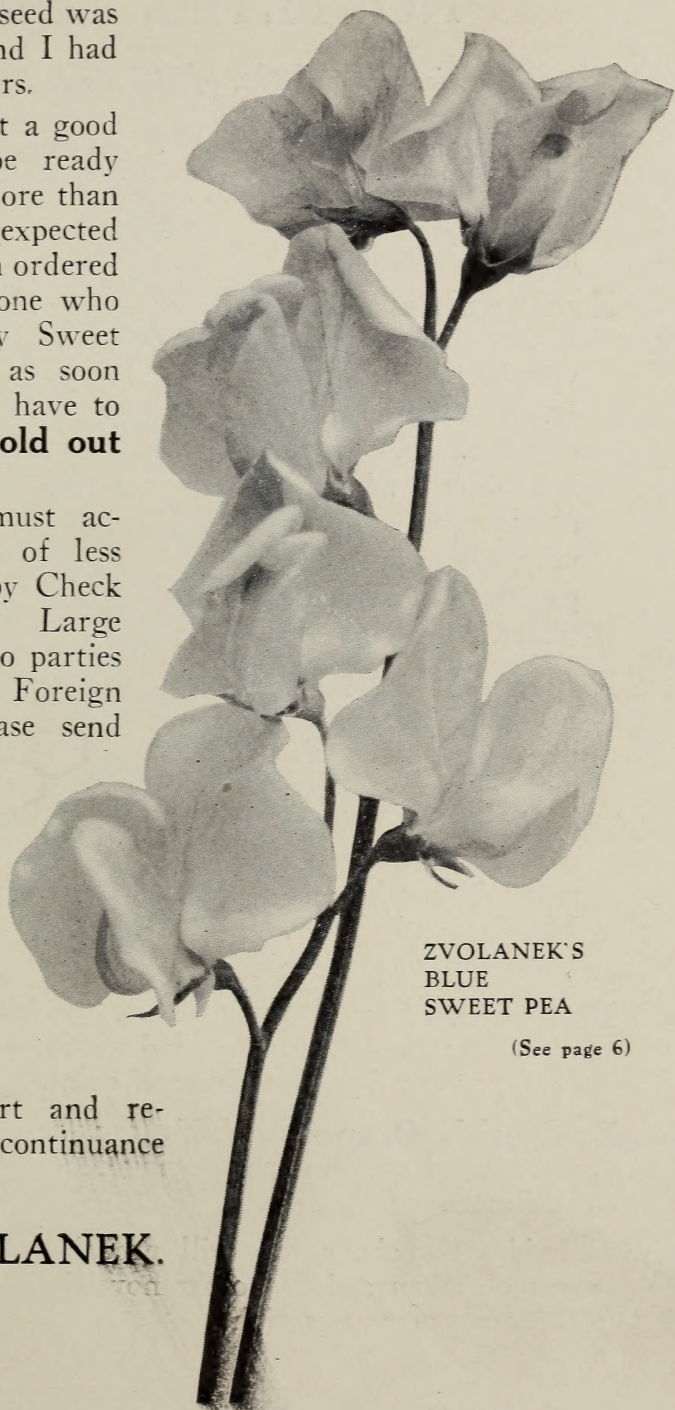 seed was
nd I had
rs.
t a good
be ready
ore than
expected
ordered
one who
Sweet
as soon
have to
old out
must ac-
of less
by Check
Large
o parties
Foreign
ase send
ZVOLANEK'S
BLUE
SWEET PEA
(See page 6)
rt and re-
continuance
LANEK.